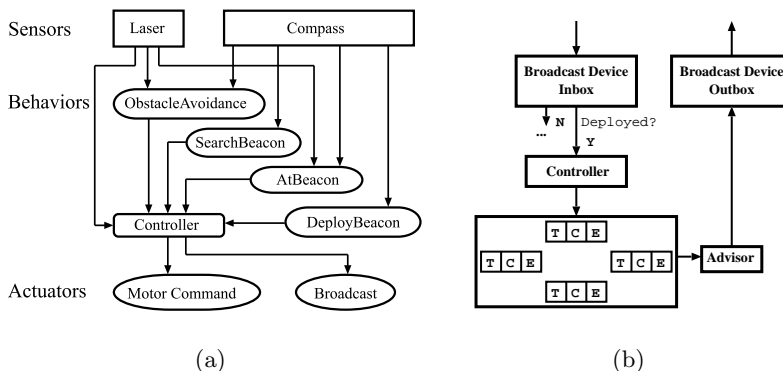 Sensors
Laser
Compass
Behaviors
ObstacleAvoidance
SearchBeacon
AtBeacon
Controller
DeployBeacon
Actuators
Motor Command
Broadcast
(a)
Broadcast Device
Inbox
Broadcast Device
Outbox
N
Deployed?
...
Y
Controller
T C E
T C E
T C E
T C E
Advisor
(b)